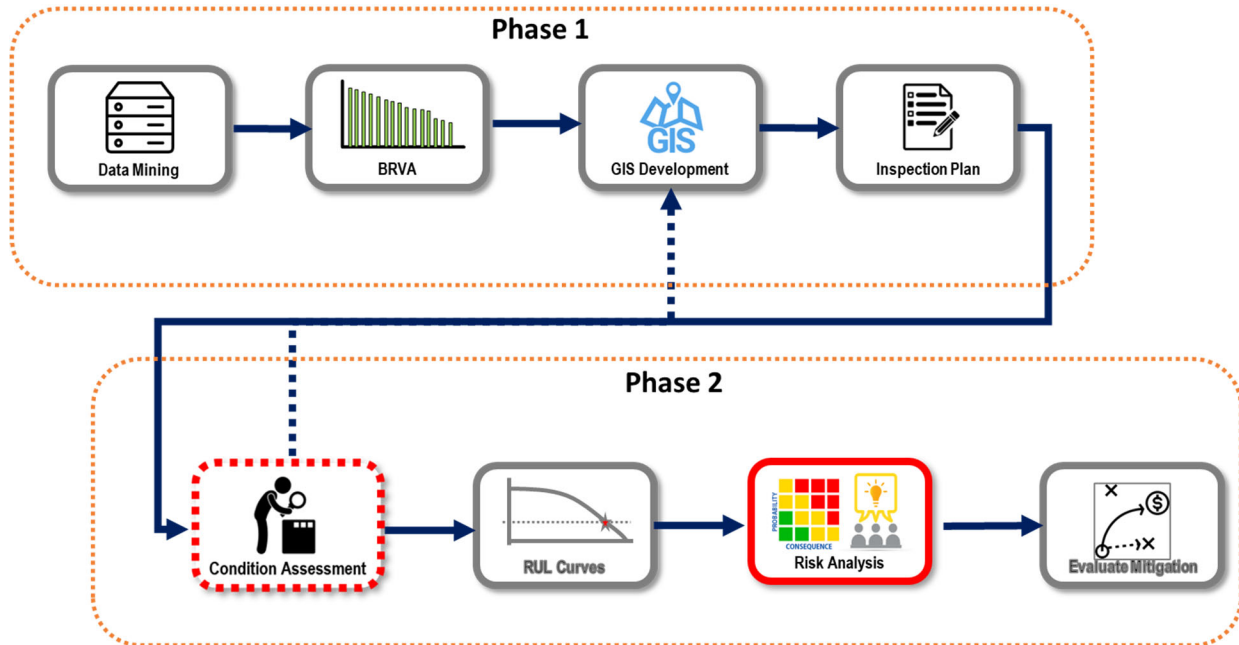 Phase 1
GIS
Data Mining
BRVA
GIS Development
Inspection Plan
Phase 2
PROBABILITY
CONSEQUENCE
$
Condition Assessment
RUL Curves
Risk Analysis
Evaluate Mitigation